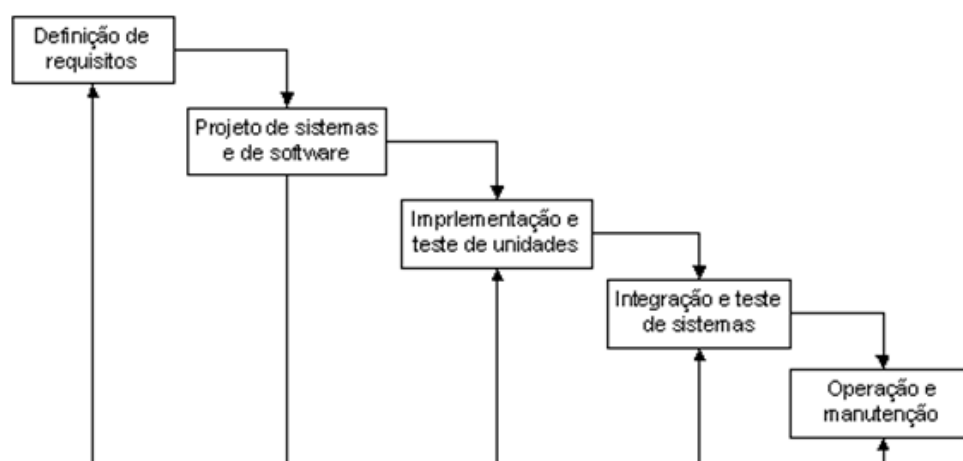 Definição de
requisitos
Projeto de sistemas
e de software
Imprlementação e
teste de unidades
Integração e teste
de sistemas
Operação e
manutenção